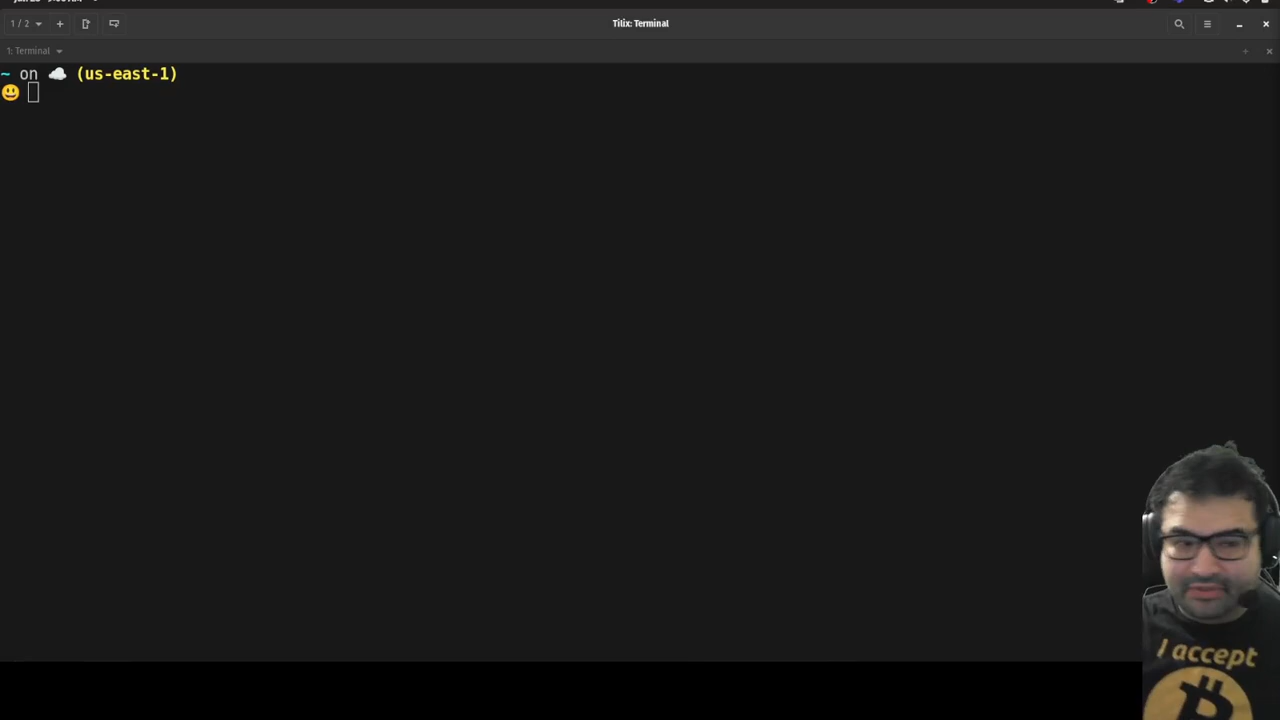 1 / 2
Tilix: Terminal
1: Terminal
~ on ☁️ (us-east-1)
I accept